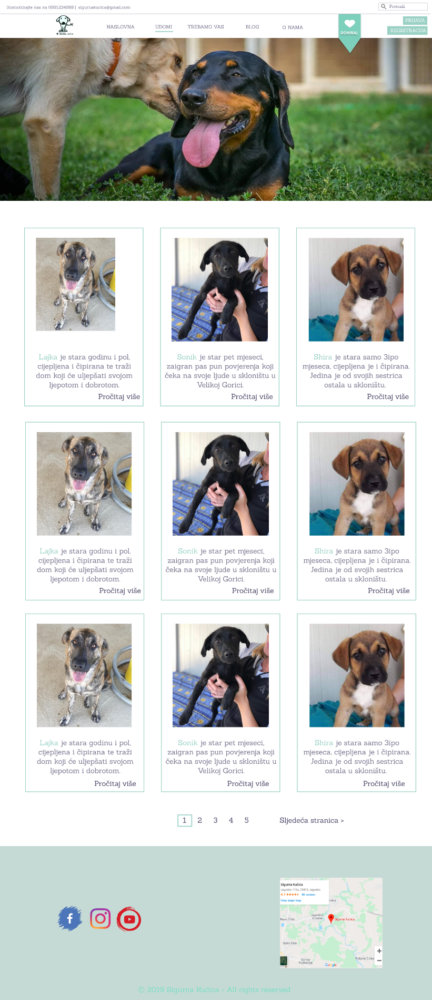 Kontaktirajte nas na 0991234568 | sigurnakucica@gmail.com
Pretraži
Sigurna kućica
NASLOVNA
UDOMI
TREBAMO VAS
BLOG
O NAMA
DONIRAJ
PRIJAVA
REGISTRACIJA
Lajka je stara godinu i pol,
cijepljena i čipirana te traži
dom koji će uljepšati svojom
ljepotom i dobrotom.
Pročitaj više
Sonik je star pet mjeseci,
zaigran pas pun povjerenja koji
čeka na svoje ljude u skloništu u
Velikoj Gorici.
Pročitaj više
Shira je stara samo 3ipo
mjeseca, cijepljena je i čipirana.
Jedina je od svojih sestrica
ostala u skloništu.
Pročitaj više
Lajka je stara godinu i pol,
cijepljena i čipirana te traži
dom koji će uljepšati svojom
ljepotom i dobrotom.
Pročitaj više
Sonik je star pet mjeseci,
zaigran pas pun povjerenja koji
čeka na svoje ljude u skloništu u
Velikoj Gorici.
Pročitaj više
Shira je stara samo 3ipo
mjeseca, cijepljena je i čipirana.
Jedina je od svojih sestrica
ostala u skloništu.
Pročitaj više
Lajka je stara godinu i pol,
cijepljena i čipirana te traži
dom koji će uljepšati svojom
ljepotom i dobrotom.
Pročitaj više
Sonik je star pet mjeseci,
zaigran pas pun povjerenja koji
čeka na svoje ljude u skloništu u
Velikoj Gorici.
Pročitaj više
Shira je stara samo 3ipo
mjeseca, cijepljena je i čipirana.
Jedina je od svojih sestrica
ostala u skloništu.
Pročitaj više
1 2 3 4 5 Sljedeća stranica >
Sigurna Kućica
Jagodno 113a, 10415, Jagodno
4.7 ★★★★★ 40 reviews
View larger map
Novo Čiče
Jagodno,
Croatia
Sigurna Kućica
Staro Čiče
Gornje
Podotočje
Poljana Čička
Google
© 2019 Sigurna Kućica - All rights reserved